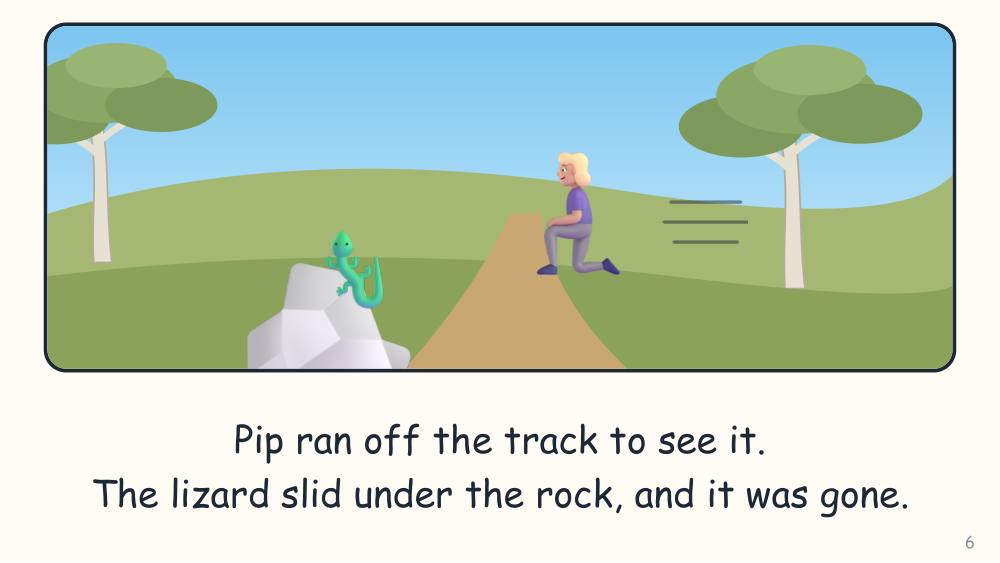 Pip ran off the track to see it.
The lizard slid under the rock, and it was gone.
6